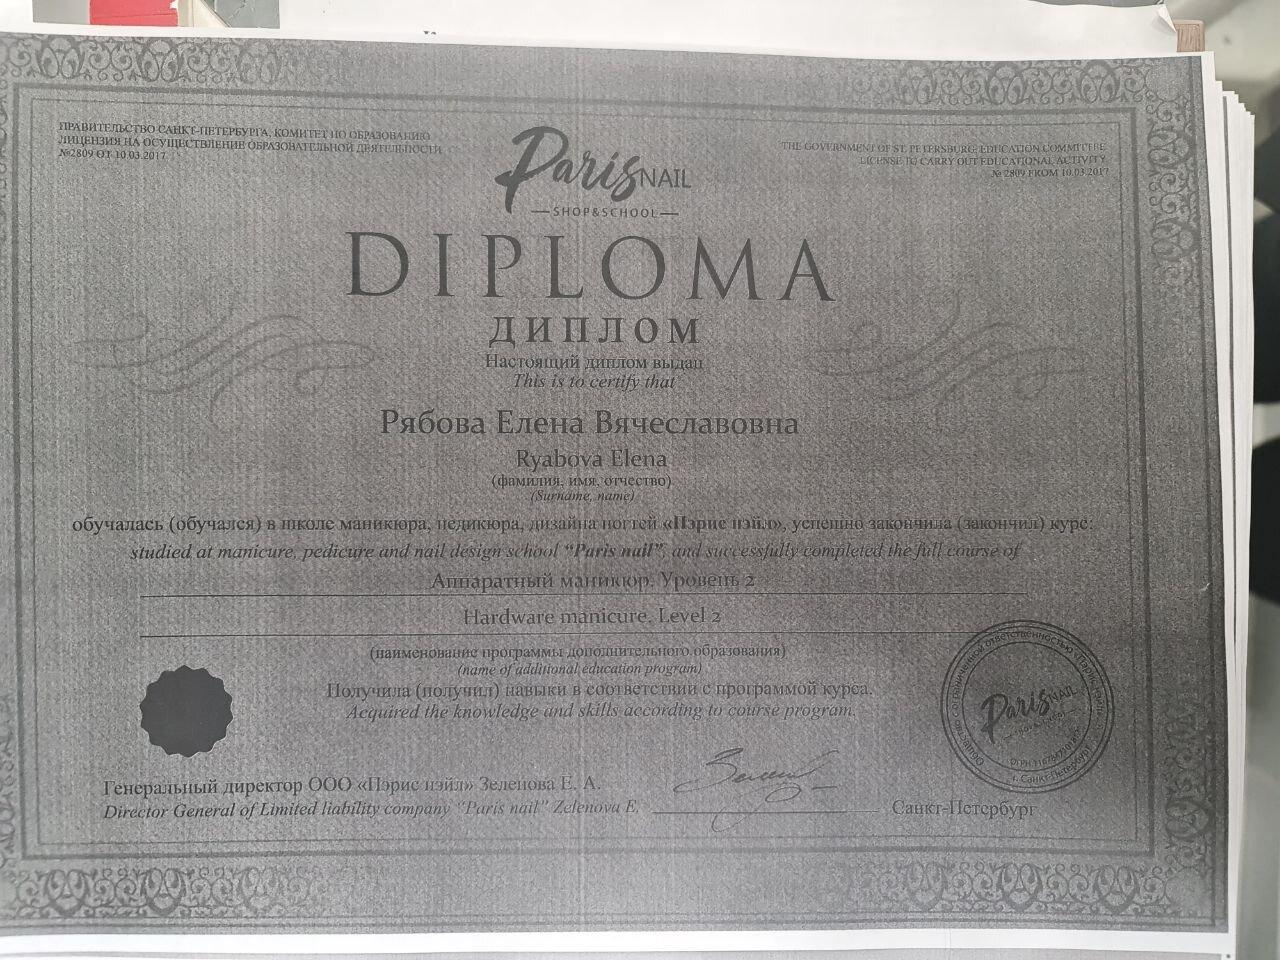 ПРАВИТЕЛЬСТВО САНКТ-ПЕТЕРБУРГА, КОМИТЕТ ПО ОБРАЗОВАНИЮ
ЛИЦЕНЗИЯ НА ОСУЩЕСТВЛЕНИЕ ОБРАЗОВАТЕЛЬНОЙ ДЕЯТЕЛЬНОСТИ
№2809 ОТ 10.03.2017
THE GOVERNMENT OF ST. PETERSBURG, EDUCATION COMMITTEE
LICENSE TO CARRY OUT EDUCATIONAL ACTIVITY
№ 2809 FROM 10.03.2017
Paris NAIL
SHOP&SCHOOL
DIPLOMA
ДИПЛОМ
Настоящий диплом выдан
This is to certify that
Рябова Елена Вячеславовна
Ryabova Elena
(фамилия, имя, отчество)
(Surname, name)
обучалась (обучался) в школе маникюра, педикюра, дизайна ногтей «Пэрис нэйл», успешно закончила (закончил) курс:
studied at manicure, pedicure and nail design school "Paris nail", and successfully completed the full course of
Аппаратный маникюр. Уровень 2
Hardware manicure. Level 2
(наименование программы дополнительного образования)
(name of additional education program)
Получила (получил) навыки в соответствии с программой курса.
Acquired the knowledge and skills according to course program.
Paris NAIL
г. Санкт-Петербург
Генеральный директор ООО «Пэрис нэйл» Зеленова Е. А.
Director General of Limited liability company "Paris nail" Zelenova E.
Санкт-Петербург